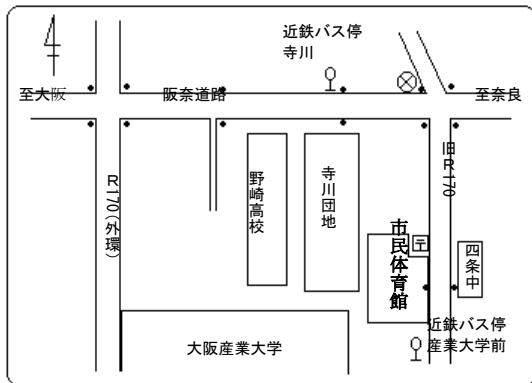 近鉄バス停
寺川
至大阪
阪奈道路
至奈良
旧R170
R170(外環)
野崎高校
寺川団地
市民体育館
四条中
近鉄バス停
産業大学前
大阪産業大学